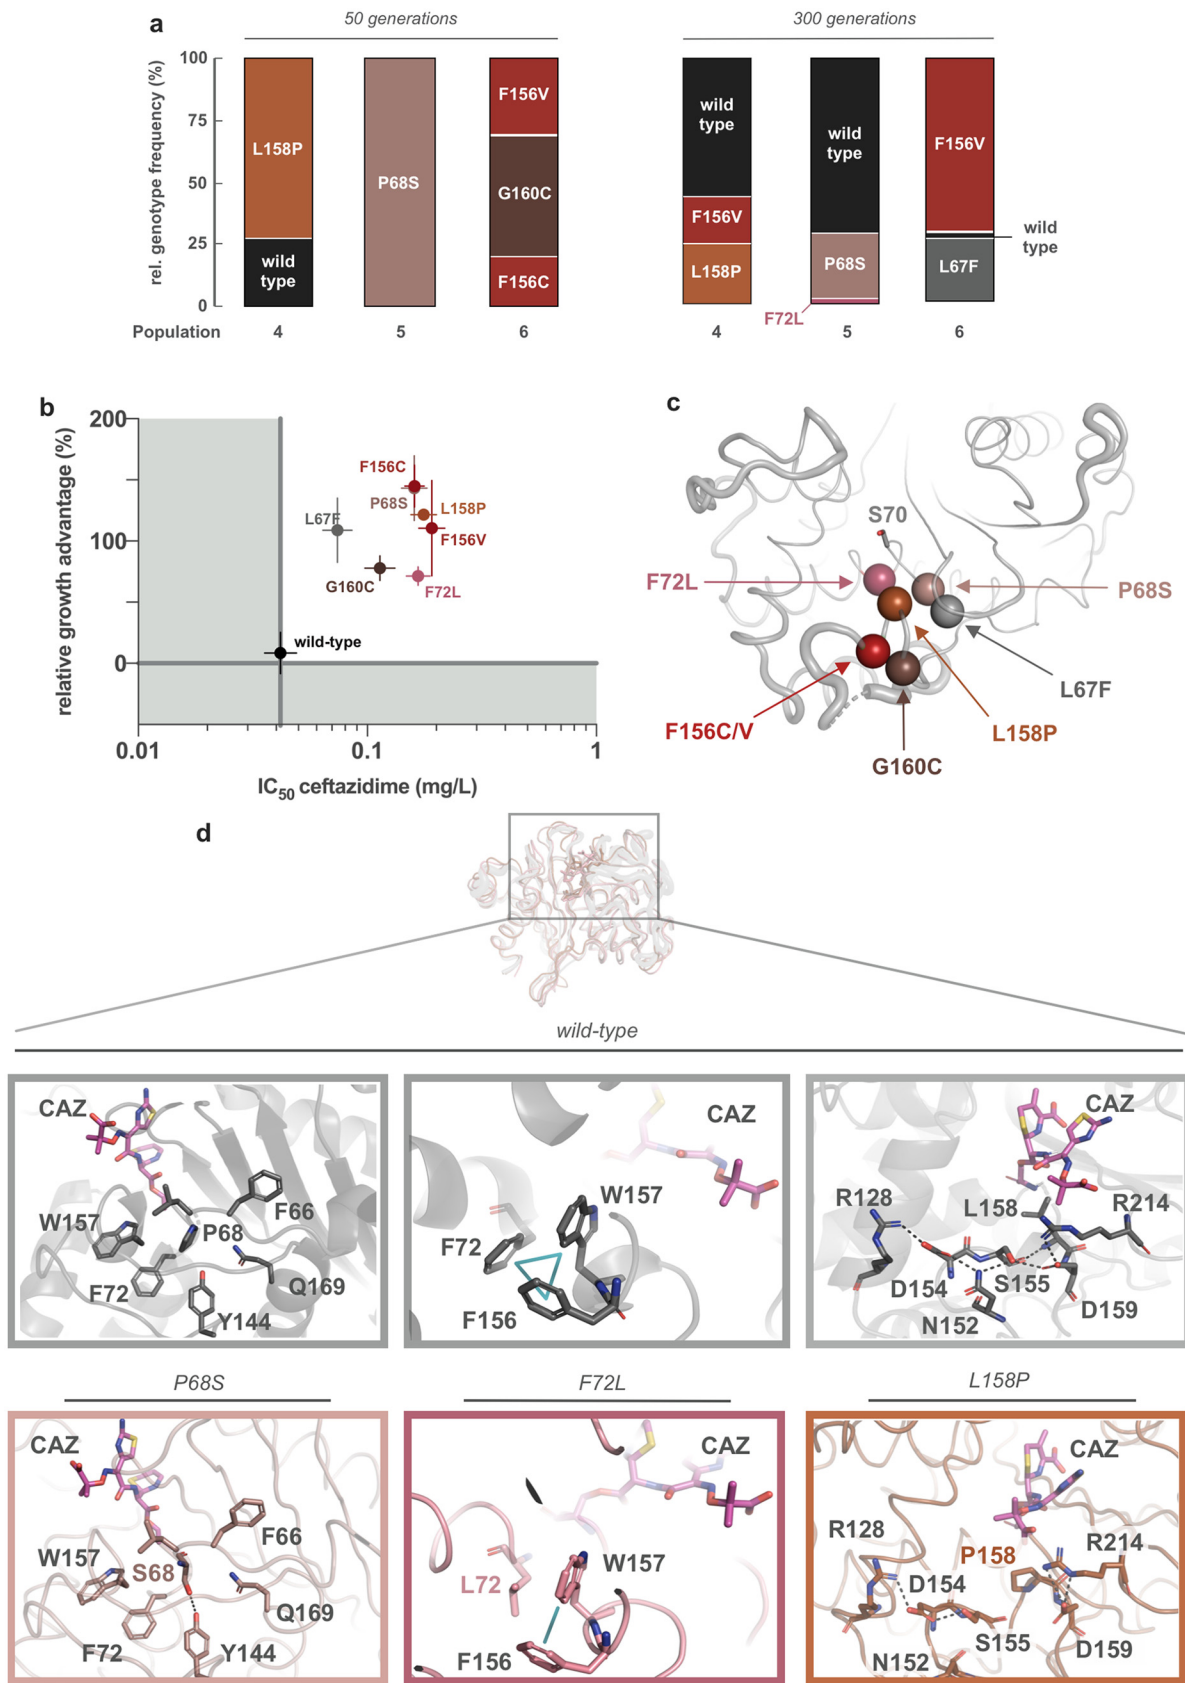 a
50 generations
300 generations
rel. genotype frequency (%)
100
75
50
25
0
L158P
wild
type
P68S
F156V
G160C
F156C
wild
type
F156V
L158P
wild
type
P68S
F72L
F156V
wild
type
L67F
Population
4
5
6
4
5
6
b
relative growth advantage (%)
200
100
0
F156C
P68S
L158P
L67F
F156V
G160C
F72L
wild-type
0.01
0.1
1
IC50 ceftazidime (mg/L)
c
S70
F72L
P68S
L67F
F156C/V
L158P
G160C
d
wild-type
CAZ
F66
P68
W157
F72
Q169
Y144
CAZ
W157
F72
F156
CAZ
R128
L158
R214
D154
S155
D159
N152
P68S
F72L
L158P
CAZ
F66
W157
S68
Q169
F72
Y144
CAZ
W157
L72
F156
CAZ
R128
R214
P158
D154
S155
D159
N152